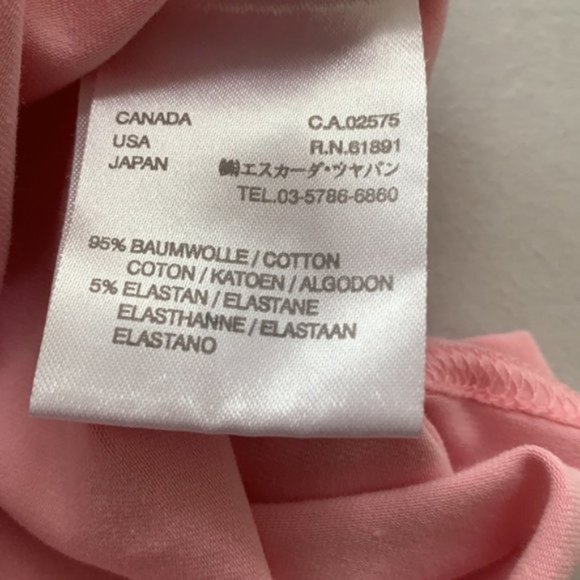 CANADA C.A.02575
USA R.N.61891
JAPAN ㈱エスカーダ・ツャパン
TEL.03-5786-6860
95% BAUMWOLLE / COTTON
COTON / KATOEN / ALGODON
5% ELASTAN / ELASTANE
ELASTHANNE / ELASTAAN
ELASTANO